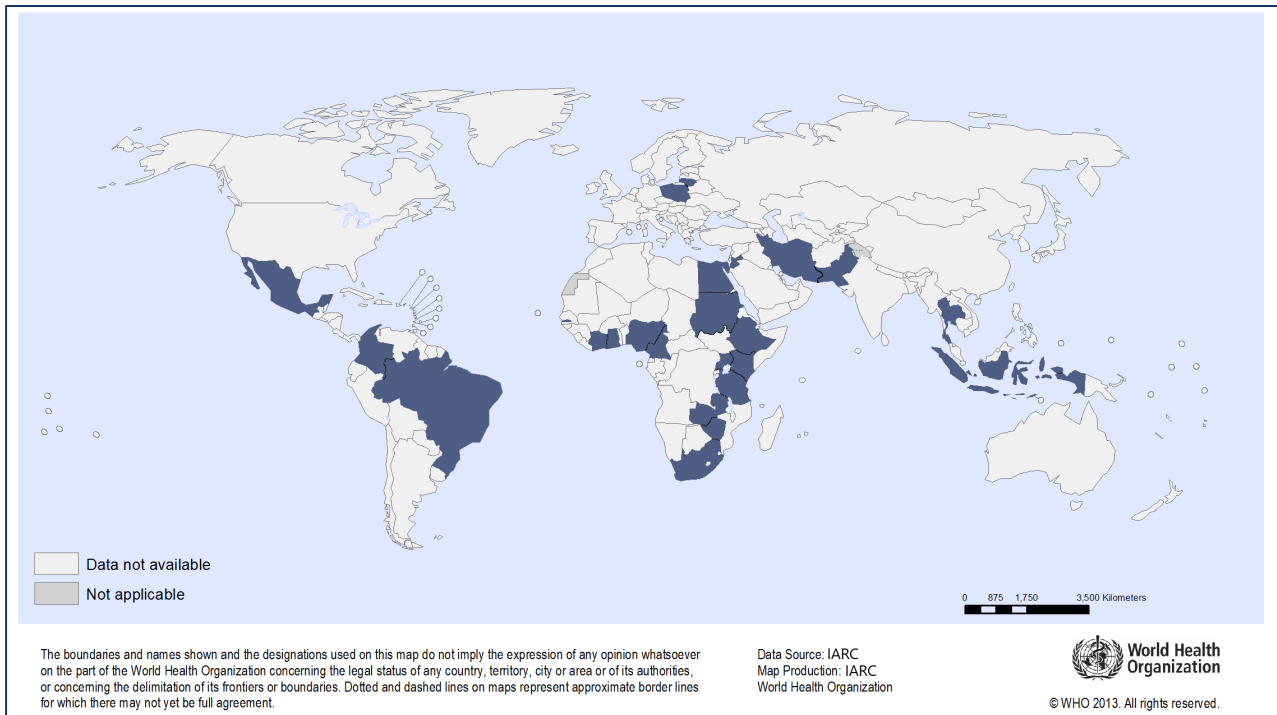 Data not available
Not applicable
0 875 1,750 3,500 Kilometers
The boundaries and names shown and the designations used on this map do not imply the expression of any opinion whatsoever
on the part of the World Health Organization concerning the legal status of any country, territory, city or area or of its authorities,
or concerning the delimitation of its frontiers or boundaries. Dotted and dashed lines on maps represent approximate border lines
for which there may not yet be full agreement.
Data Source: IARC
Map Production: IARC
World Health Organization
World Health
Organization
© WHO 2013. All rights reserved.